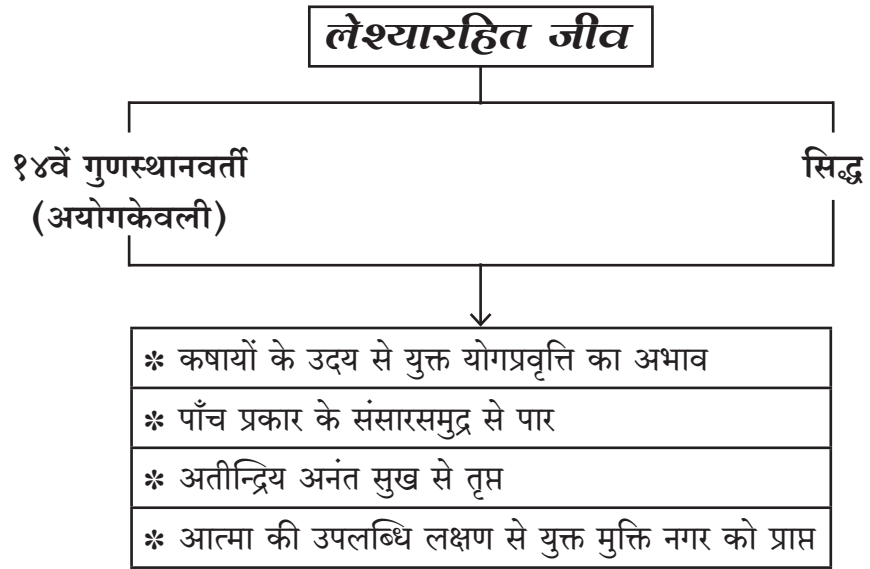 लेश्यारहित जीव
१४वें गुणस्थानवर्ती
(अयोगकेवली)
सिद्ध
✽ कषायों के उदय से युक्त योगप्रवृत्ति का अभाव
✽ पाँच प्रकार के संसारसमुद्र से पार
✽ अतीन्द्रिय अनंत सुख से तृप्त
✽ आत्मा की उपलब्धि लक्षण से युक्त मुक्ति नगर को प्राप्त